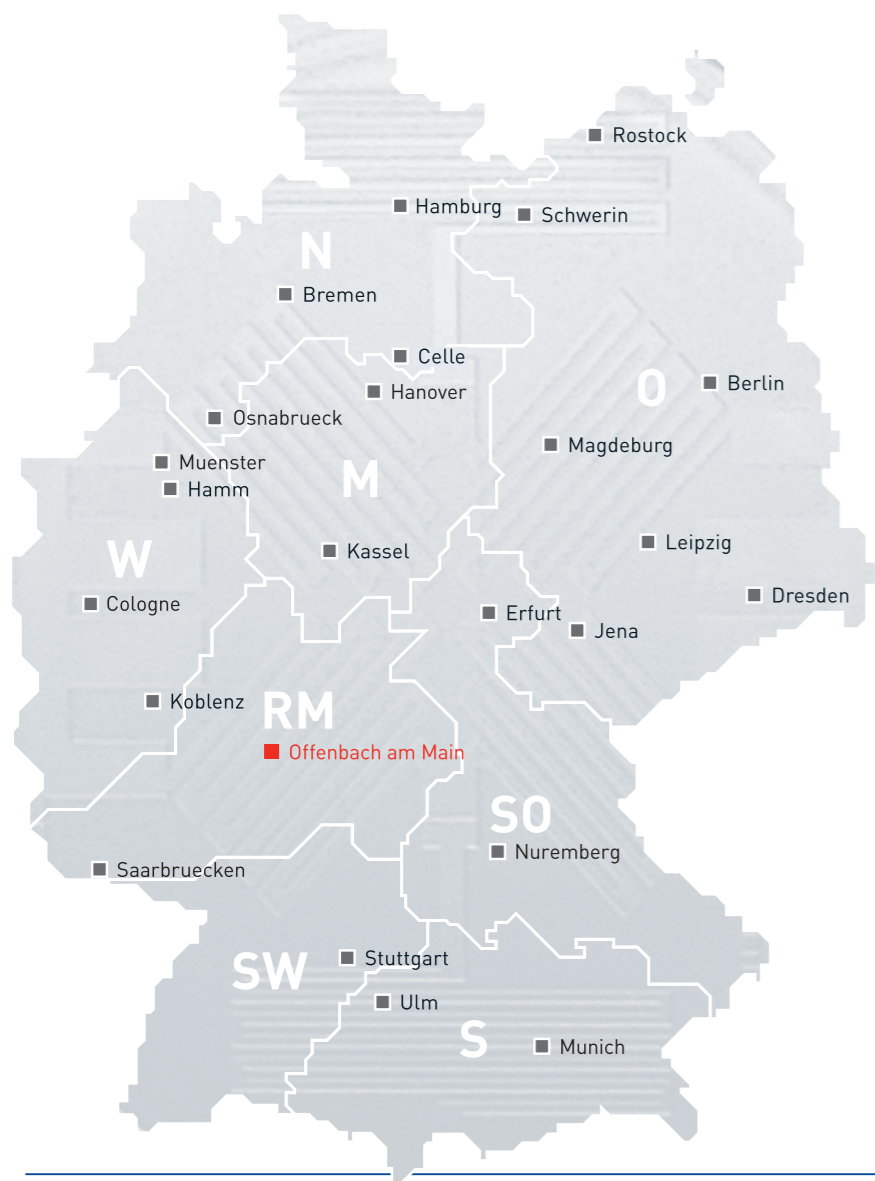 Rostock
Hamburg
Schwerin
N
Bremen
Celle
O
Berlin
Hanover
Osnabrueck
Magdeburg
Muenster
M
Hamm
Leipzig
Kassel
W
Dresden
Cologne
Erfurt
Jena
Koblenz
RM
Offenbach am Main
SO
Nuremberg
Saarbruecken
Stuttgart
SW
Ulm
S
Munich